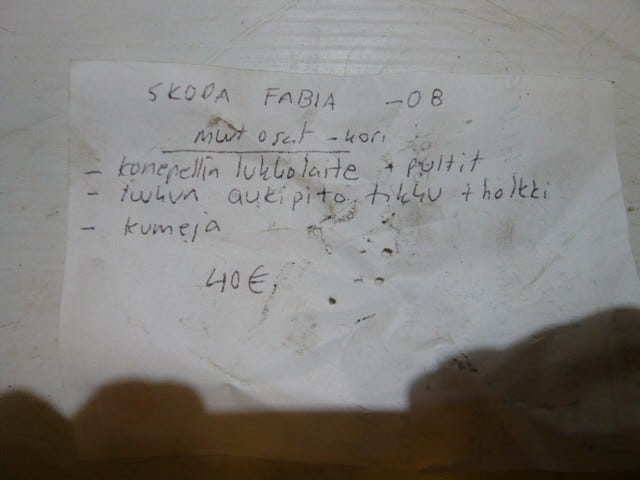 SKODA FABIA -08
muut osat - kori
- konepellin lukkolaite + pultit
- luukun aukipito tikku + holkki
- kumeja
40€